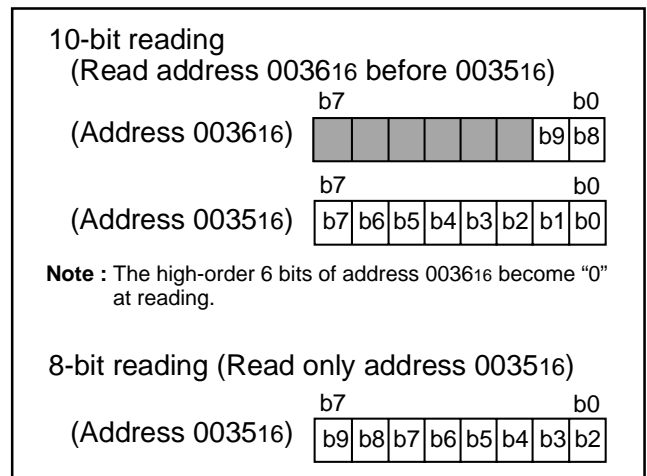 10-bit reading
(Read address 003616 before 003516)
b7 b0
(Address 003616) b9 b8
b7 b0
(Address 003516) b7 b6 b5 b4 b3 b2 b1 b0
Note : The high-order 6 bits of address 003616 become “0”
at reading.
8-bit reading (Read only address 003516)
b7 b0
(Address 003516) b9 b8 b7 b6 b5 b4 b3 b2